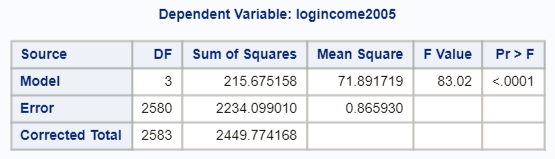 Dependent Variable: logincome2005
Source DF Sum of Squares Mean Square F Value Pr > F
Model 3 215.675158 71.891719 83.02 <.0001
Error 2580 2234.099010 0.865930
Corrected Total 2583 2449.774168